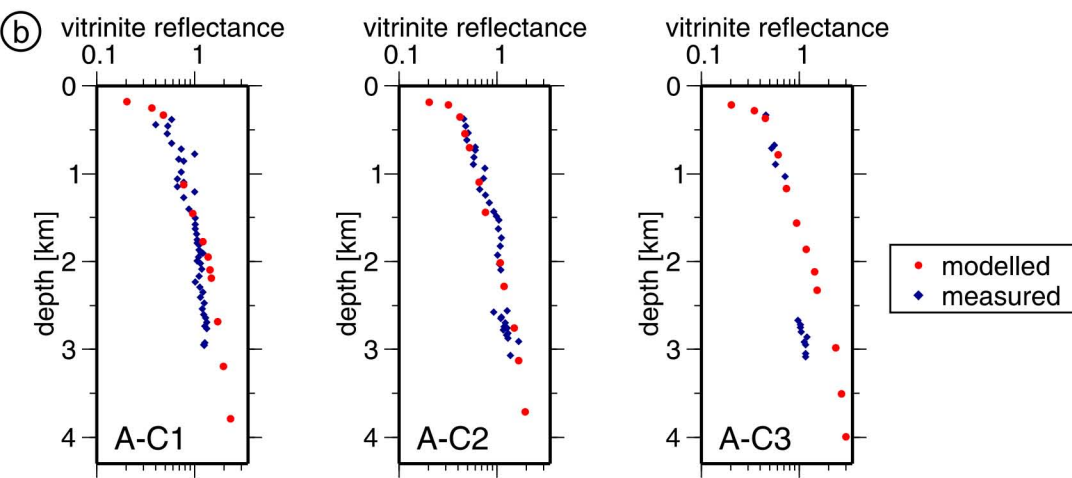 b
vitrinite reflectance vitrinite reflectance vitrinite reflectance
0.1 1 0.1 1 0.1 1
0 0 0
1 1 1
2 2 2
3 3 3
4 4 4
depth [km] depth [km] depth [km]
A-C1 A-C2 A-C3
modelled
measured